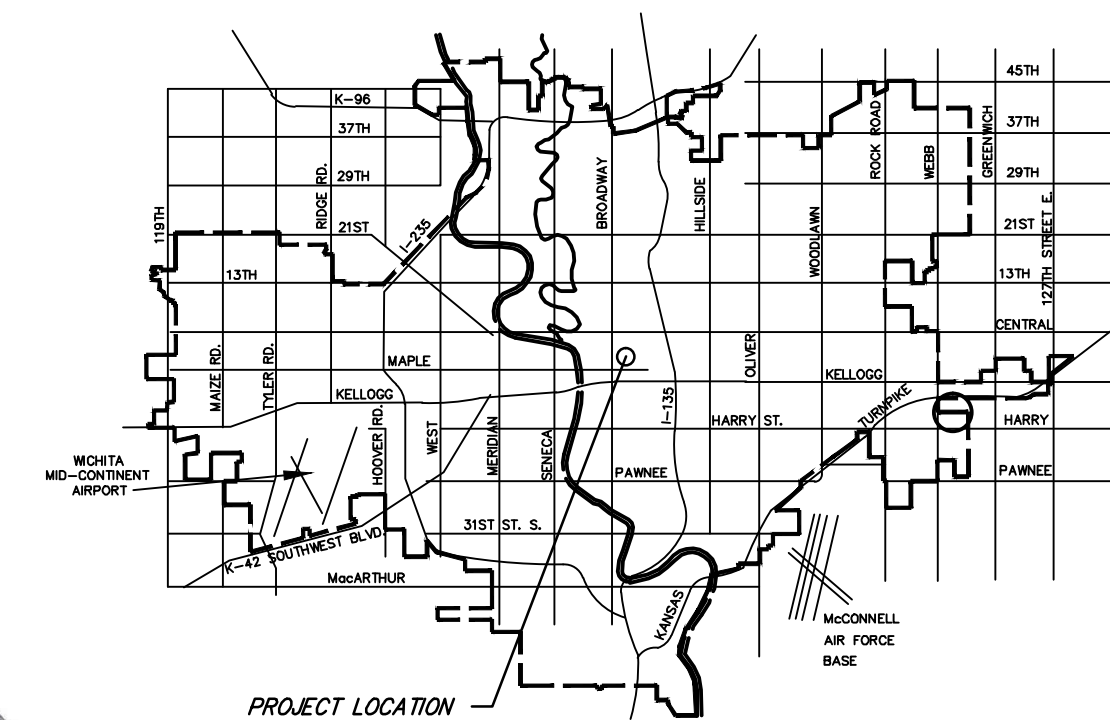 45TH
K-96
37TH
37TH
ROCK ROAD
GREENWICH
WEBB
29TH
29TH
RIDGE RD.
BROADWAY
HILLSIDE
119TH
21ST
I-235
WOODLAWN
21ST
127TH STREET E.
13TH
13TH
CENTRAL
MAIZE RD.
TYLER RD.
MAPLE
OLIVER
KELLOGG
KELLOGG
I-135
TURNPIKE
HOOVER RD.
WEST
MERIDIAN
SENECA
HARRY ST.
HARRY
WICHITA
MID-CONTINENT
AIRPORT
PAWNEE
PAWNEE
31ST ST. S.
K-42 SOUTHWEST BLVD.
MacARTHUR
KANSAS
McCONNELL
AIR FORCE
BASE
PROJECT LOCATION